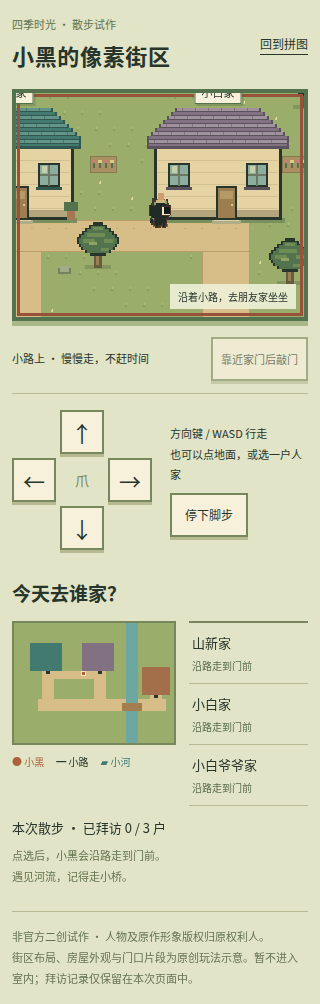 四季时光 · 散步试作
小黑的像素街区
回到拼图
家
小白家
沿着小路，去朋友家坐坐
小路上 · 慢慢走，不赶时间
靠近家门后敲门
↑
← 爪 →
↓
方向键 / WASD 行走
也可以点地面，或选一户人
家
停下脚步
今天去谁家?
山新家
沿路走到门前
小白家
沿路走到门前
小白爷爷家
沿路走到门前
小黑 小路 小河
本次散步 · 已拜访 0 / 3 户
点选后，小黑会沿路走到门前。
遇见河流，记得走小桥。
非官方二创试作 · 人物及原作形象版权归原权利人。
街区布局、房屋外观与门口片段为原创玩法示意。暂不进入
室内；拜访记录仅保留在本次页面中。